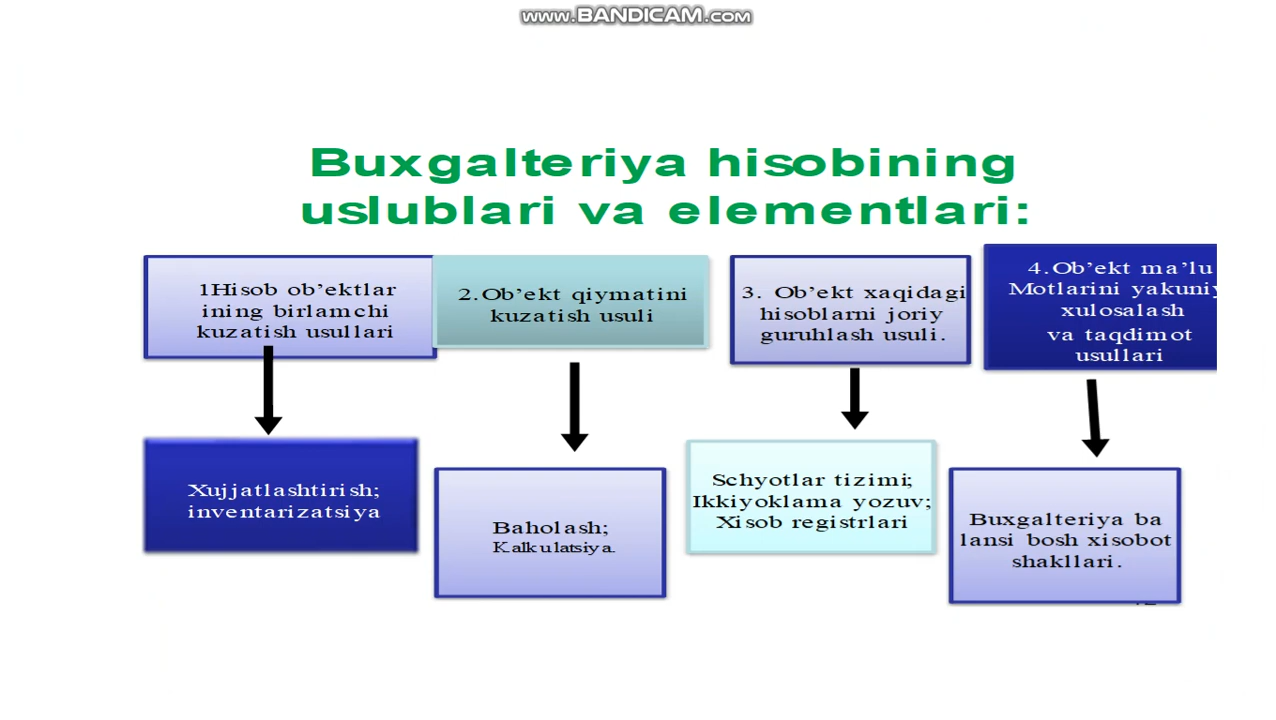 www.BANDICAM.com
Buxgalteriya hisobining
uslublari va elementlari:
1Hisob ob’ektlar
ining birlamchi
kuzatish usullari
2.Ob’ekt qiymatini
kuzatish usuli
3. Ob’ekt xaqidagi
hisoblarni joriy
guruhlash usuli.
4.Ob’ekt ma’lu
Motlarini yakuniy
xulosalash
va taqdimot
usullari
Xujjatlashtirish;
inventarizatsiya
Baholash;
Kalkulatsiya.
Schyotlar tizimi;
Ikkiyoklama yozuv;
Xisob registrlari
Buxgalteriya ba
lansi bosh xisobot
shakllari.